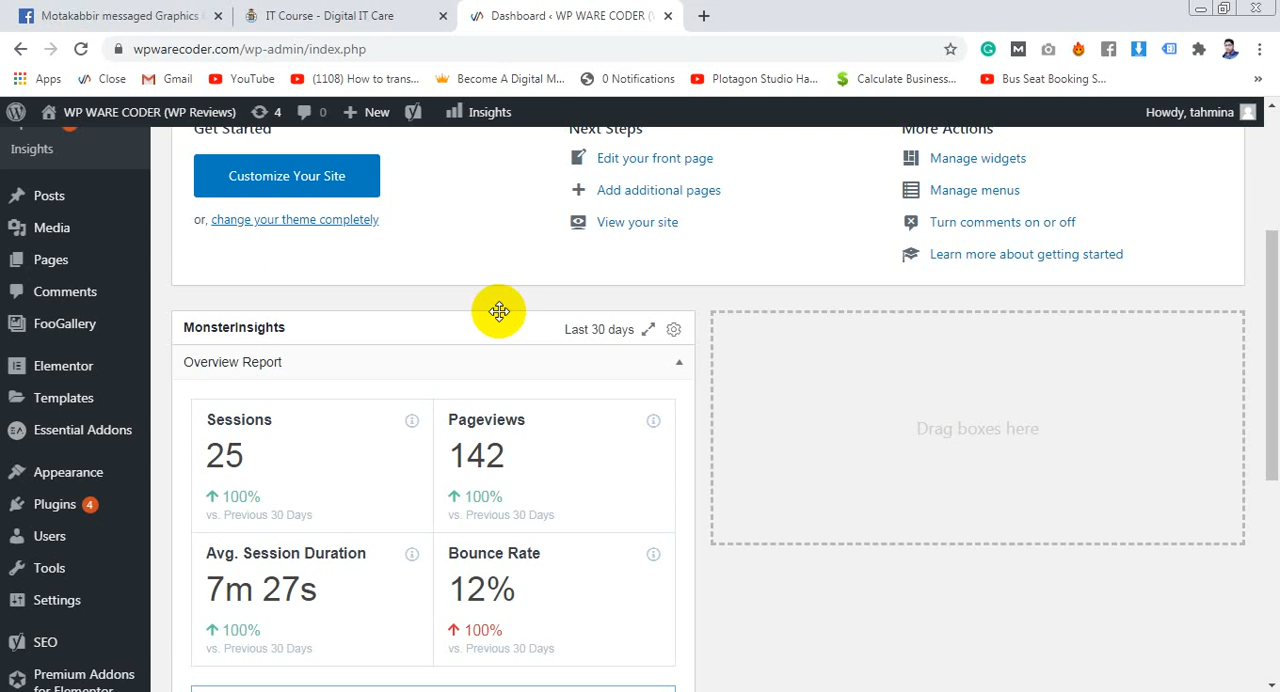 Motakabbir messaged Graphics
IT Course - Digital IT Care
Dashboard ‹ WP WARE CODER (
wpwarecoder.com/wp-admin/index.php
Apps
Close
Gmail
YouTube
(1108) How to trans...
Become A Digital M...
0 Notifications
Plotagon Studio Ha...
Calculate Business...
Bus Seat Booking S...
»
WP WARE CODER (WP Reviews)
4
0
New
Insights
Howdy, tahmina
Insights
Posts
Media
Pages
Comments
FooGallery
Elementor
Templates
Essential Addons
Appearance
Plugins 4
Users
Tools
Settings
SEO
Premium Addons
for Elementor
Get Started
Customize Your Site
or, change your theme completely
Next Steps
Edit your front page
Add additional pages
View your site
More Actions
Manage widgets
Manage menus
Turn comments on or off
Learn more about getting started
MonsterInsights
Last 30 days
Overview Report
Sessions
25
100%
vs. Previous 30 Days
Pageviews
142
100%
vs. Previous 30 Days
Avg. Session Duration
7m 27s
100%
vs. Previous 30 Days
Bounce Rate
12%
100%
vs. Previous 30 Days
Drag boxes here